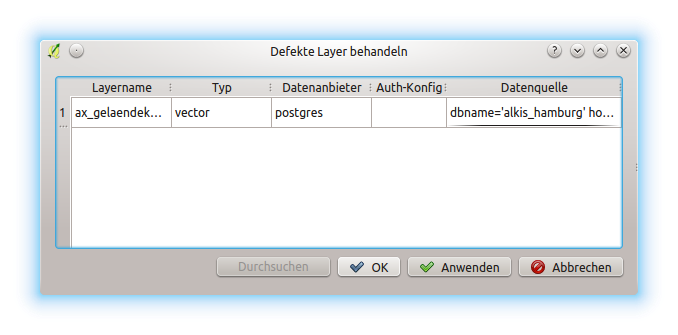 Defekte Layer behandeln
Layername Typ Datenanbieter Auth-Konfig Datenquelle
1 ax_gelaendek... vector postgres dbname='alkis_hamburg' ho...
Durchsuchen OK Anwenden Abbrechen